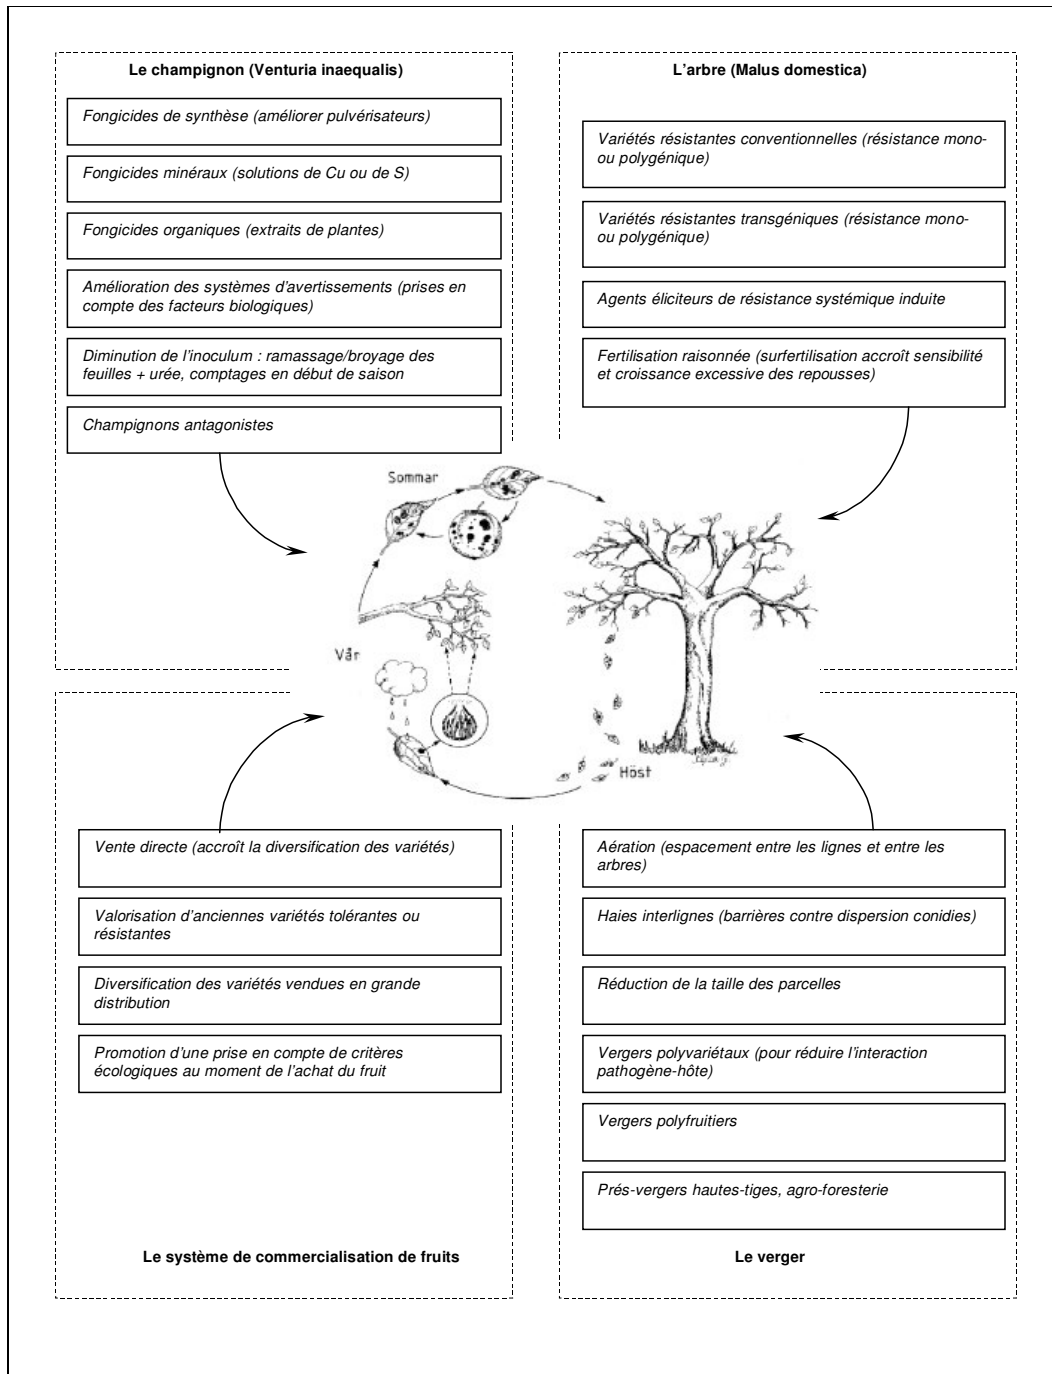 Le champignon (Venturia inaequalis)
Fongicides de synthèse (améliorer pulvérisateurs)
Fongicides minéraux (solutions de Cu ou de S)
Fongicides organiques (extraits de plantes)
Amélioration des systèmes d'avertissements (prises en
compte des facteurs biologiques)
Diminution de l'inoculum : ramassage/broyage des
feuilles + urée, comptages en début de saison
Champignons antagonistes
L'arbre (Malus domestica)
Variétés résistantes conventionnelles (résistance mono-
ou polygénique)
Variétés résistantes transgéniques (résistance mono-
ou polygénique)
Agents éliciteurs de résistance systémique induite
Fertilisation raisonnée (surfertilisation accroît sensibilité
et croissance excessive des repousses)
Sommar
Vår
Höst
Vente directe (accroît la diversification des variétés)
Valorisation d'anciennes variétés tolérantes ou
résistantes
Diversification des variétés vendues en grande
distribution
Promotion d'une prise en compte de critères
écologiques au moment de l'achat du fruit
Le système de commercialisation de fruits
Aération (espacement entre les lignes et entre les
arbres)
Haies interlignes (barrières contre dispersion conidies)
Réduction de la taille des parcelles
Vergers polyvariétaux (pour réduire l'interaction
pathogène-hôte)
Vergers polyfruitiers
Prés-vergers hautes-tiges, agro-foresterie
Le verger